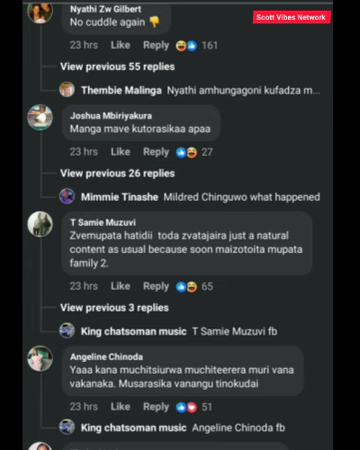 Scott Vibes Network
Nyathi Zw Gilbert
No cuddle again 👎
23 hrs Like Reply 161
View previous 55 replies
Thembie Malinga Nyathi amhungagoni kufadza m...
Joshua Mbiriyakura
Manga mave kutorasikaa apaa
23 hrs Like Reply 27
View previous 26 replies
Mimmie Tinashe Mildred Chinguwo what happened
T Samie Muzuvi
Zvemupata hatidii toda zvatajaira just a natural
content as usual because soon maizotoita mupata
family 2.
23 hrs Like Reply 65
View previous 3 replies
King chatsoman music T Samie Muzuvi fb
Angeline Chinoda
Yaaa kana muchitsiurwa muchiteerera muri vana
vakanaka. Musarasika vanangu tinokudai
23 hrs Like Reply 51
King chatsoman music Angeline Chinoda fb